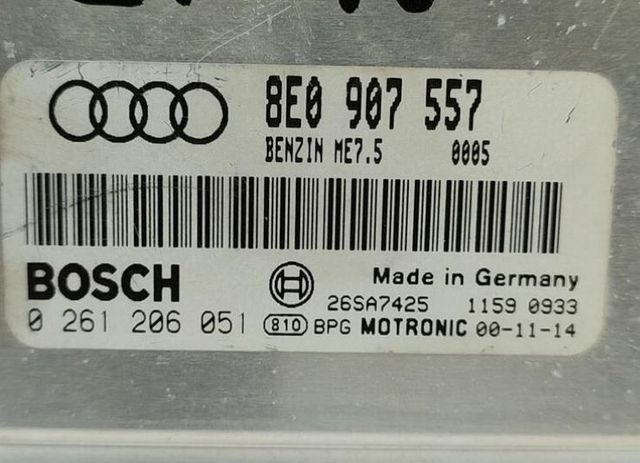 8E0 907 557
BENZIN ME7.5 0005
BOSCH
Made in Germany
26SA7425 1159 0933
0 261 206 051 810 BPG MOTRONIC 00-11-14